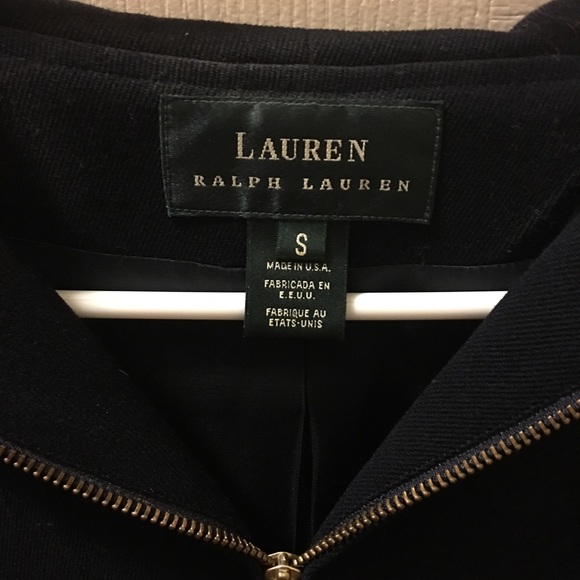 LAUREN
RALPH LAUREN
S
MADE IN U.S.A.
FABRICADA EN
E.E.U.U.
FABRIQUE AU
ETATS-UNIS